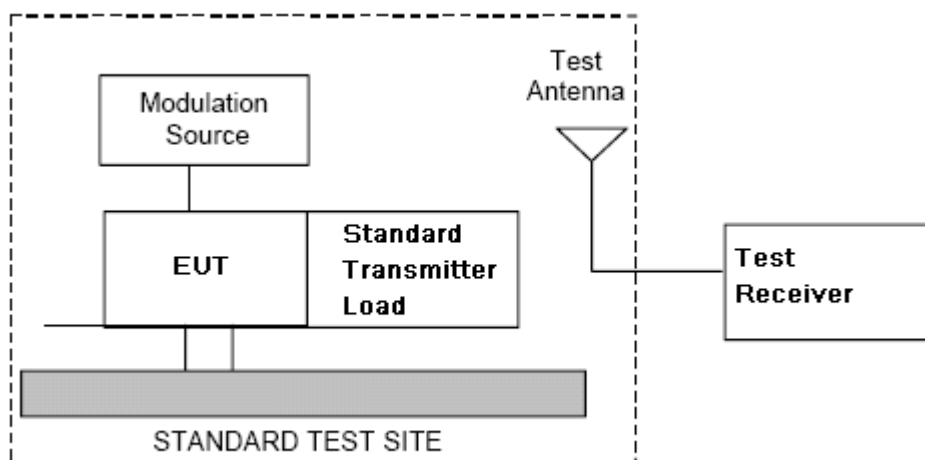 Test
Antenna
Modulation
Source
EUT
Standard
Transmitter
Load
Test
Receiver
STANDARD TEST SITE